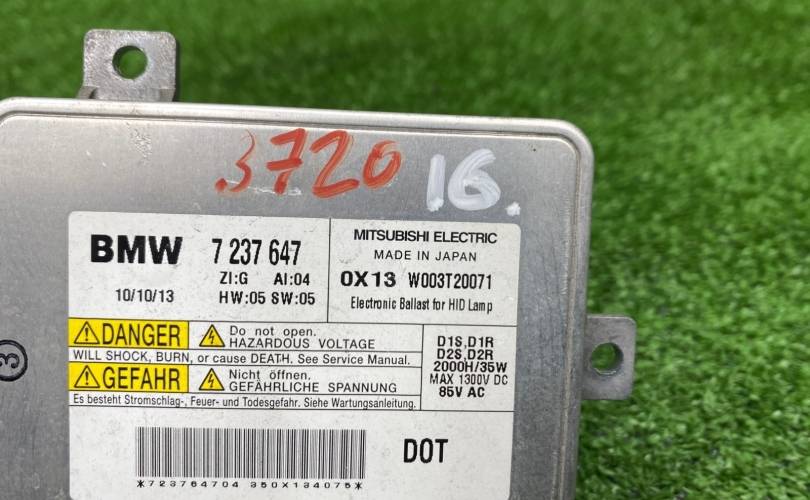 3720 16.
BMW 7 237 647
ZI:G AI:04
10/10/13 HW:05 SW:05
MITSUBISHI ELECTRIC
MADE IN JAPAN
0X13 W003T20071
Electronic Ballast for HID Lamp
DANGER
Do not open.
HAZARDOUS VOLTAGE
WILL SHOCK, BURN, or cause DEATH. See Service Manual.
GEFAHR
Nicht öffnen.
GEFÄHRLICHE SPANNUNG
Es besteht Stromschlag-, Feuer- und Todesgefahr. Siehe Wartungsanleitung.
D1S,D1R
D2S,D2R
2000H/35W
MAX 1300V DC
85V AC
DOT
*723764704 350X134075*
3